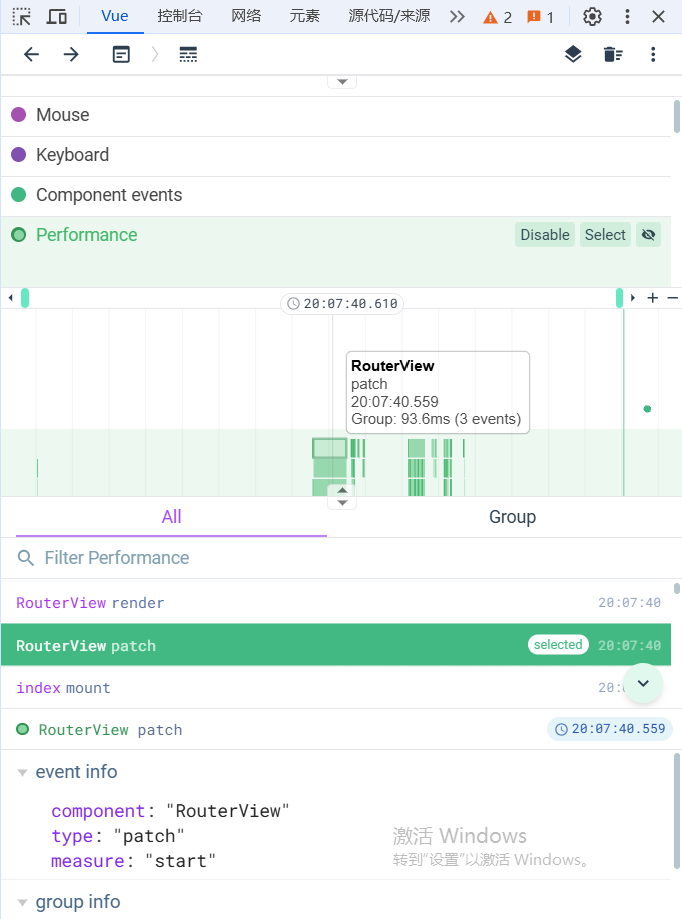 Vue 控制台 网络 元素 源代码/来源 2 1
Mouse
Keyboard
Component events
Performance Disable Select
20:07:40.610
RouterView
patch
20:07:40.559
Group: 93.6ms (3 events)
All Group
Filter Performance
RouterView render 20:07:40
RouterView patch selected 20:07:40
index mount 20:
RouterView patch 20:07:40.559
event info
component: "RouterView"
type: "patch"
measure: "start"
激活 Windows
转到"设置"以激活 Windows。
group info